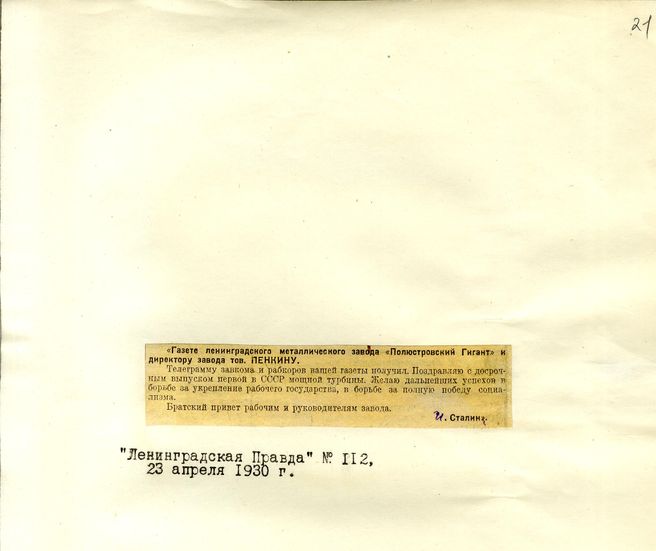 21
«Газете ленинградского металлического завода «Полюстровский Гигант» и
директору завода тов. ПЕНКИНУ.
Телеграмму завкома и рабкоров вашей газеты получил. Поздравляю с досроч-
ным выпуском первой в СССР мощной турбины. Желаю дальнейших успехов в
борьбе за укрепление рабочего государства, в борьбе за полную победу социа-
лизма.
Братский привет рабочим и руководителям завода.
И. Сталин».
"Ленинградская Правда" № II2,
23 апреля 1930 г.